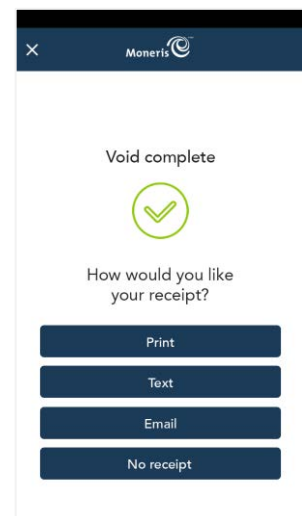 Moneris
Void complete
How would you like
your receipt?
Print
Text
Email
No receipt